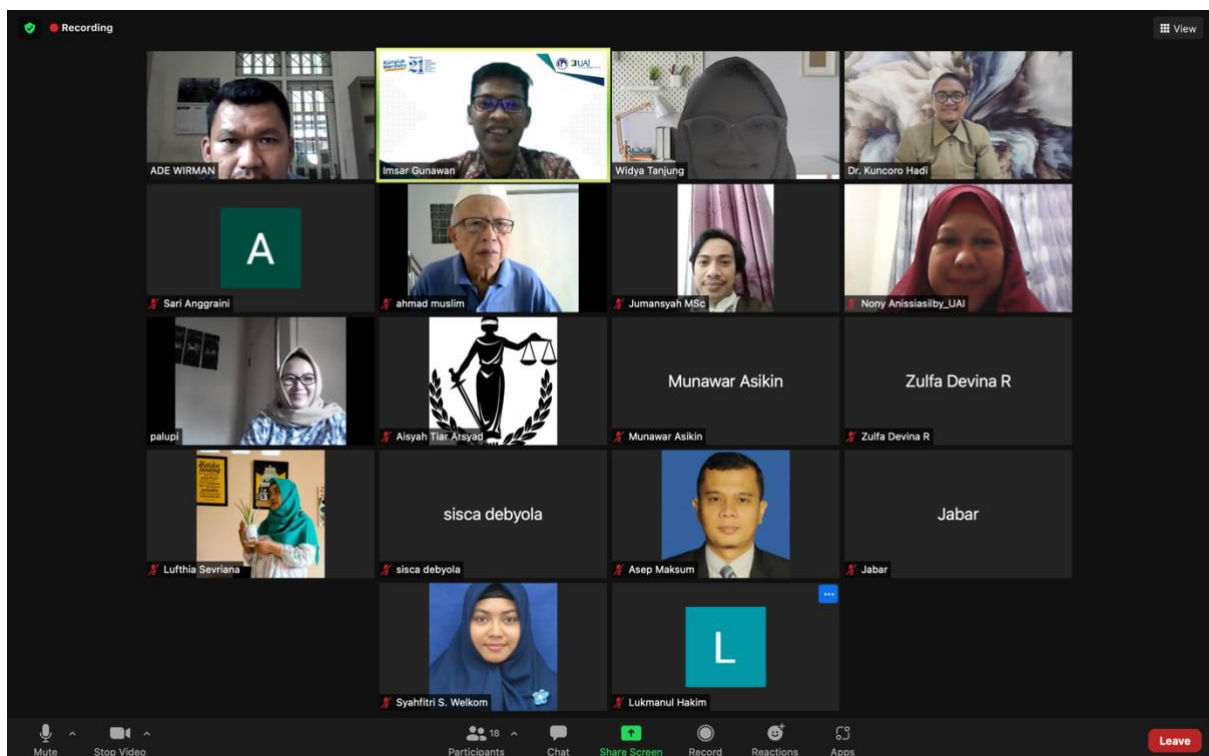 Recording
View
ADE WIRMAN
Imsar Gunawan
Widya Tanjung
Dr. Kuncoro Hadi
UAI
21
A
Sari Anggraini
ahmad muslim
Jumansyah MSc
Nony Anissiasilby_UAI
palupi
Aisyah Tiar Arsyad
Munawar Asikin
Munawar Asikin
Zulfa Devina R
Zulfa Devina R
Lufthia Sevriana
sisca debyola
sisca debyola
Asep Maksum
Jabar
Jabar
Syahfitri S. Welkom
L
Lukmanul Hakim
Mute
Stop Video
18
Participants
Chat
Share Screen
Record
Reactions
Apps
Leave